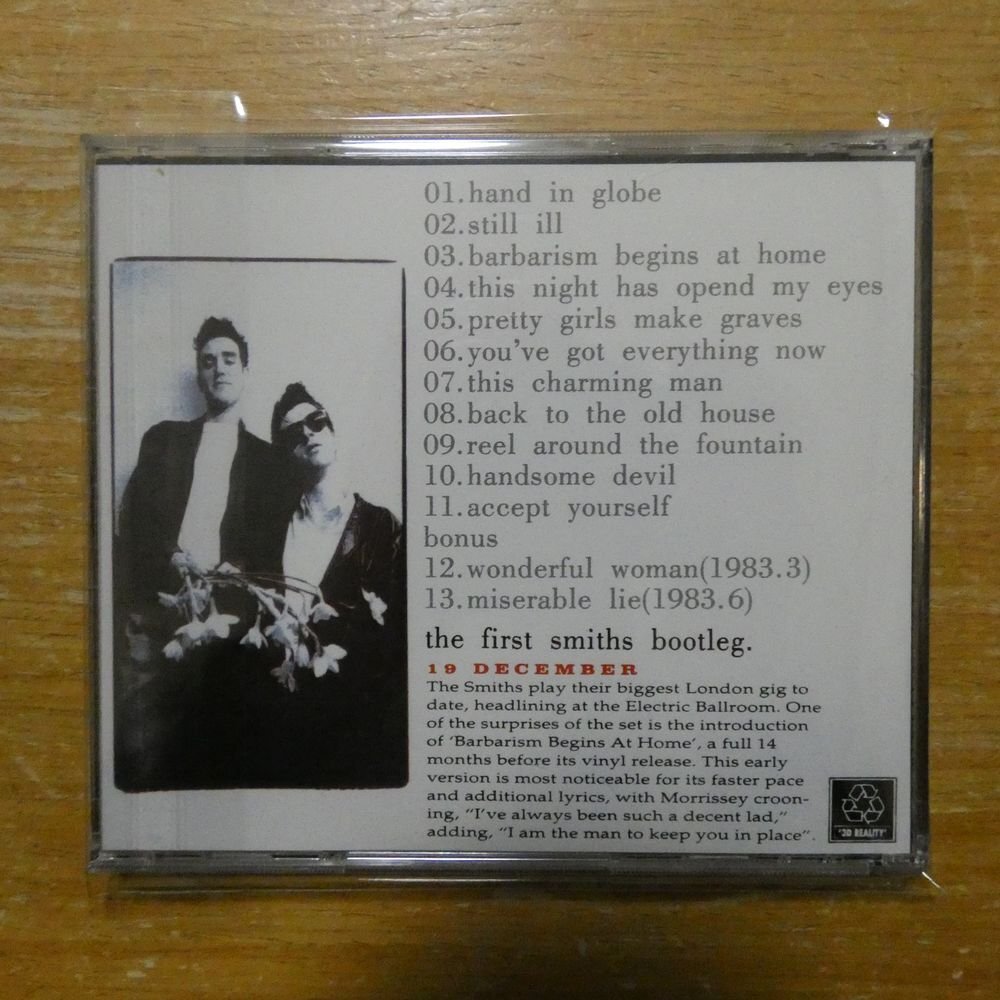 01.hand in globe
02.still ill
03.barbarism begins at home
04.this night has opend my eyes
05.pretty girls make graves
06.you've got everything now
07.this charming man
08.back to the old house
09.reel around the fountain
10.handsome devil
11.accept yourself
bonus
12.wonderful woman(1983.3)
13.miserable lie(1983.6)
the first smiths bootleg.
19 DECEMBER
The Smiths play their biggest London gig to
date, headlining at the Electric Ballroom. One
of the surprises of the set is the introduction
of 'Barbarism Begins At Home', a full 14
months before its vinyl release. This early
version is most noticeable for its faster pace
and additional lyrics, with Morrissey croon-
ing, "I've always been such a decent lad,"
adding, "I am the man to keep you in place".
"3D REALITY"